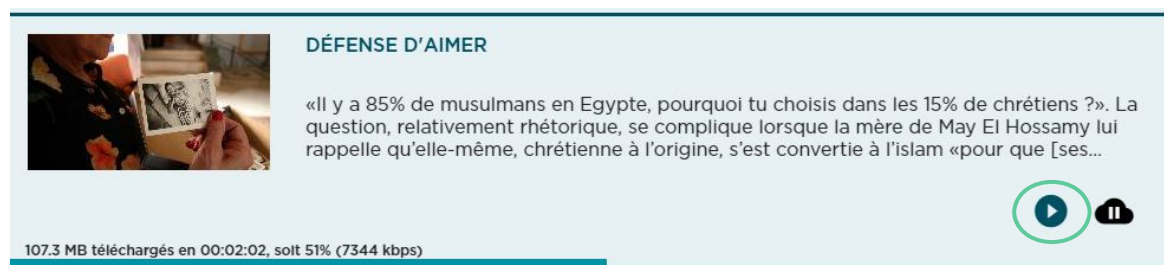 DÉFENSE D'AIMER
«Il y a 85% de musulmans en Egypte, pourquoi tu choisis dans les 15% de chrétiens ?». La
question, relativement rhétorique, se complique lorsque la mère de May El Hossamy lui
rappelle qu'elle-même, chrétienne à l'origine, s'est convertie à l'islam «pour que [ses...
107.3 MB téléchargés en 00:02:02, soit 51% (7344 kbps)